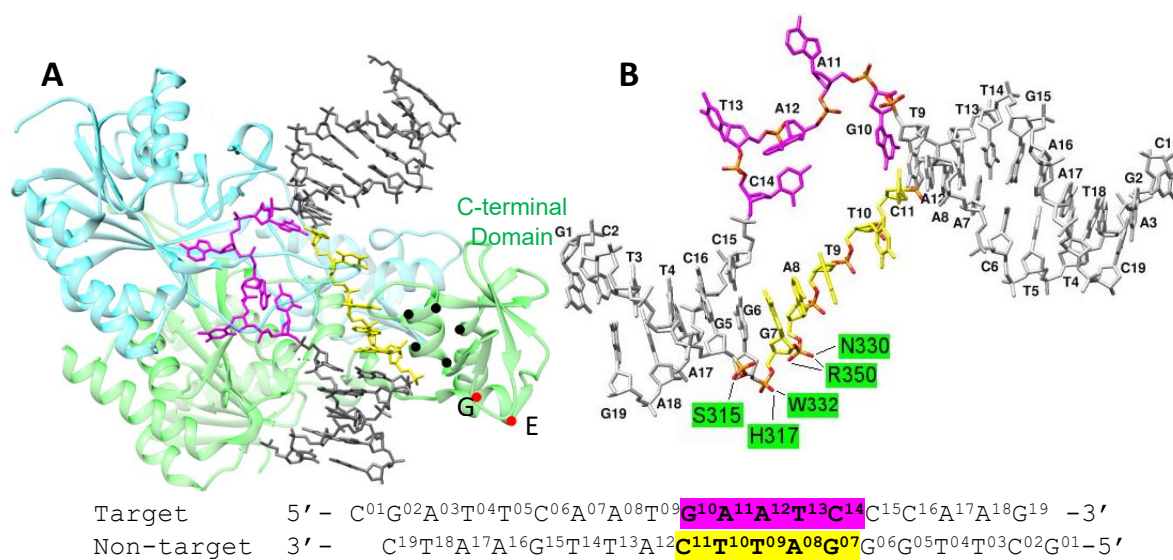 A
C-terminal
Domain
G
E
B
A11
T13
A12
G10
C14
T9
T13
T14
G15
A16
A17
T18
C1
G2
A3
C19
T4
T5
C6
A7
A8
A12
C11
T10
T9
A8
G7
G6
G5
C15
C16
G1
C2
T3
T4
A17
A18
G19
N330
R350
W332
S315
H317
Target 5’- C⁰¹G⁰²A⁰³T⁰⁴T⁰⁵C⁰⁶A⁰⁷A⁰⁸T⁰⁹G¹⁰A¹¹A¹²T¹³C¹⁴C¹⁵C¹⁶A¹⁷A¹⁸G¹⁹ -3’
Non-target 3’- C¹⁹T¹⁸A¹⁷A¹⁶G¹⁵T¹⁴T¹³A¹²C¹¹T¹⁰T⁰⁹A⁰⁸G⁰⁷G⁰⁶G⁰⁵T⁰⁴T⁰³C⁰²G⁰¹-5’